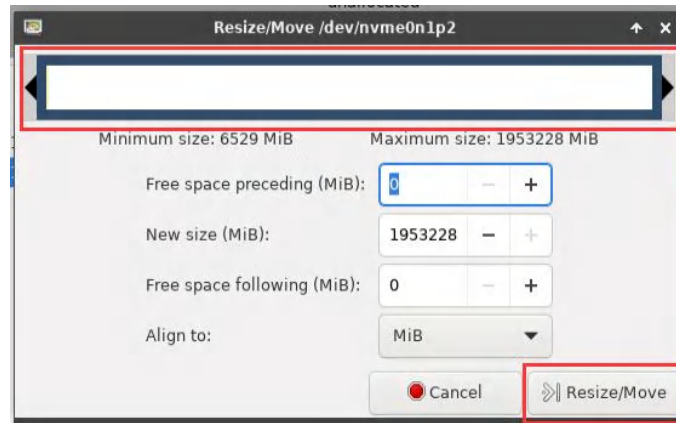 unallocated
Resize/Move /dev/nvme0n1p2
Minimum size: 6529 MiB Maximum size: 1953228 MiB
Free space preceding (MiB): 0
New size (MiB): 1953228
Free space following (MiB): 0
Align to: MiB
Cancel Resize/Move